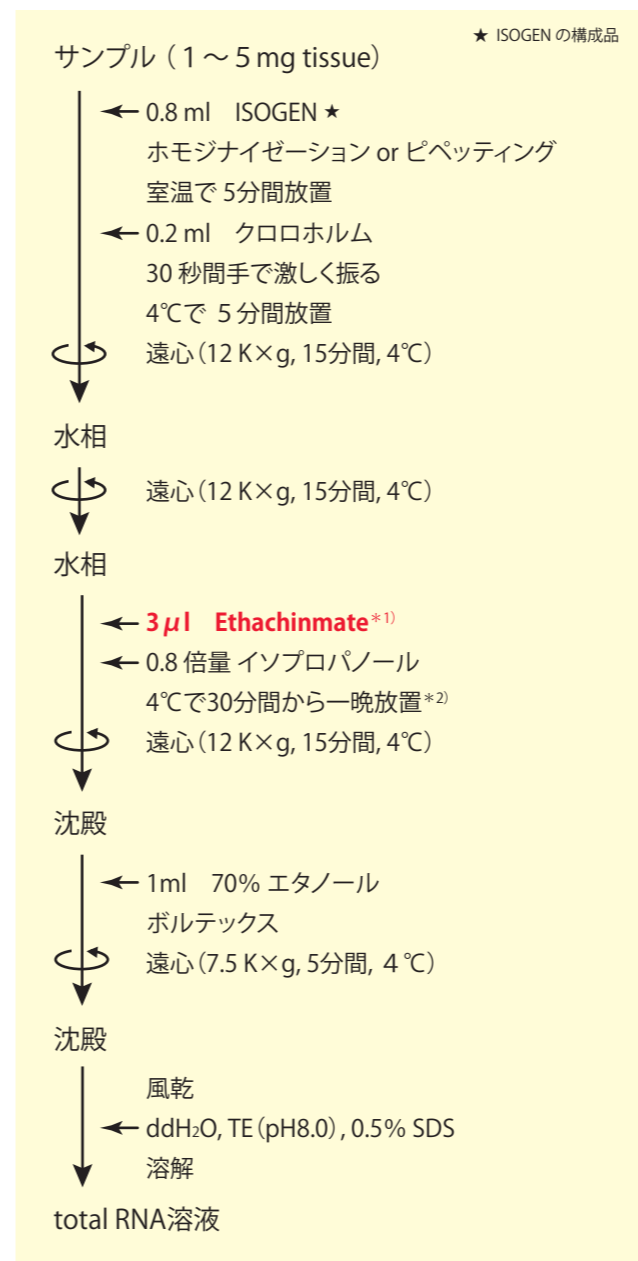 ★ ISOGEN の構成品
サンプル（1～5 mg tissue）
0.8 ml　ISOGEN ★
ホモジナイゼーション or ピペッティング
室温で 5分間放置
0.2 ml　クロロホルム
30 秒間手で激しく振る
4℃で 5 分間放置
遠心（12 K×g, 15分間, 4℃）
水相
遠心（12 K×g, 15分間, 4℃）
水相
3 μl　Ethachinmate＊1）
0.8 倍量 イソプロパノール
4℃で30分間から一晩放置＊2）
遠心（12 K×g, 15分間, 4℃）
沈殿
1ml　70% エタノール
ボルテックス
遠心（7.5 K×g, 5分間, 4 ℃）
沈殿
風乾
ddH₂O, TE（pH8.0）, 0.5% SDS
溶解
total RNA溶液